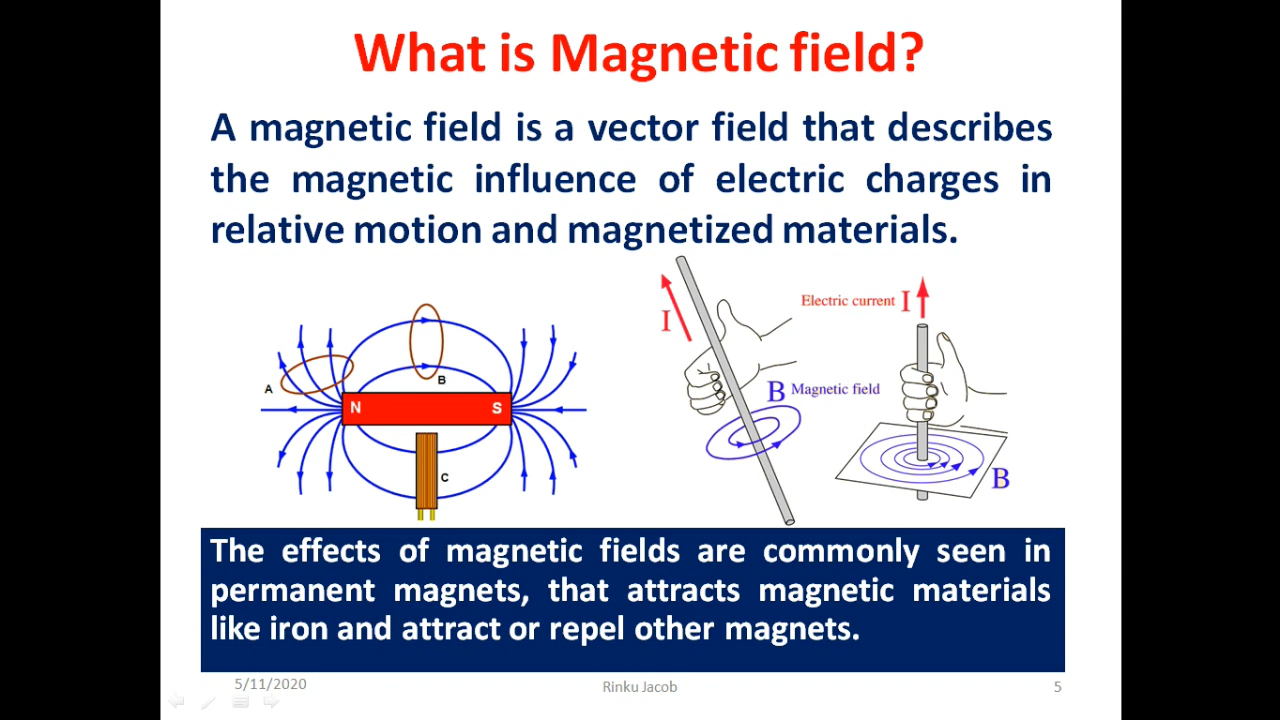 What is Magnetic field?
A magnetic field is a vector field that describes
the magnetic influence of electric charges in
relative motion and magnetized materials.
I
Electric current I
B Magnetic field
A
B
N S
C
B
The effects of magnetic fields are commonly seen in
permanent magnets, that attracts magnetic materials
like iron and attract or repel other magnets.
5/11/2020 Rinku Jacob 5